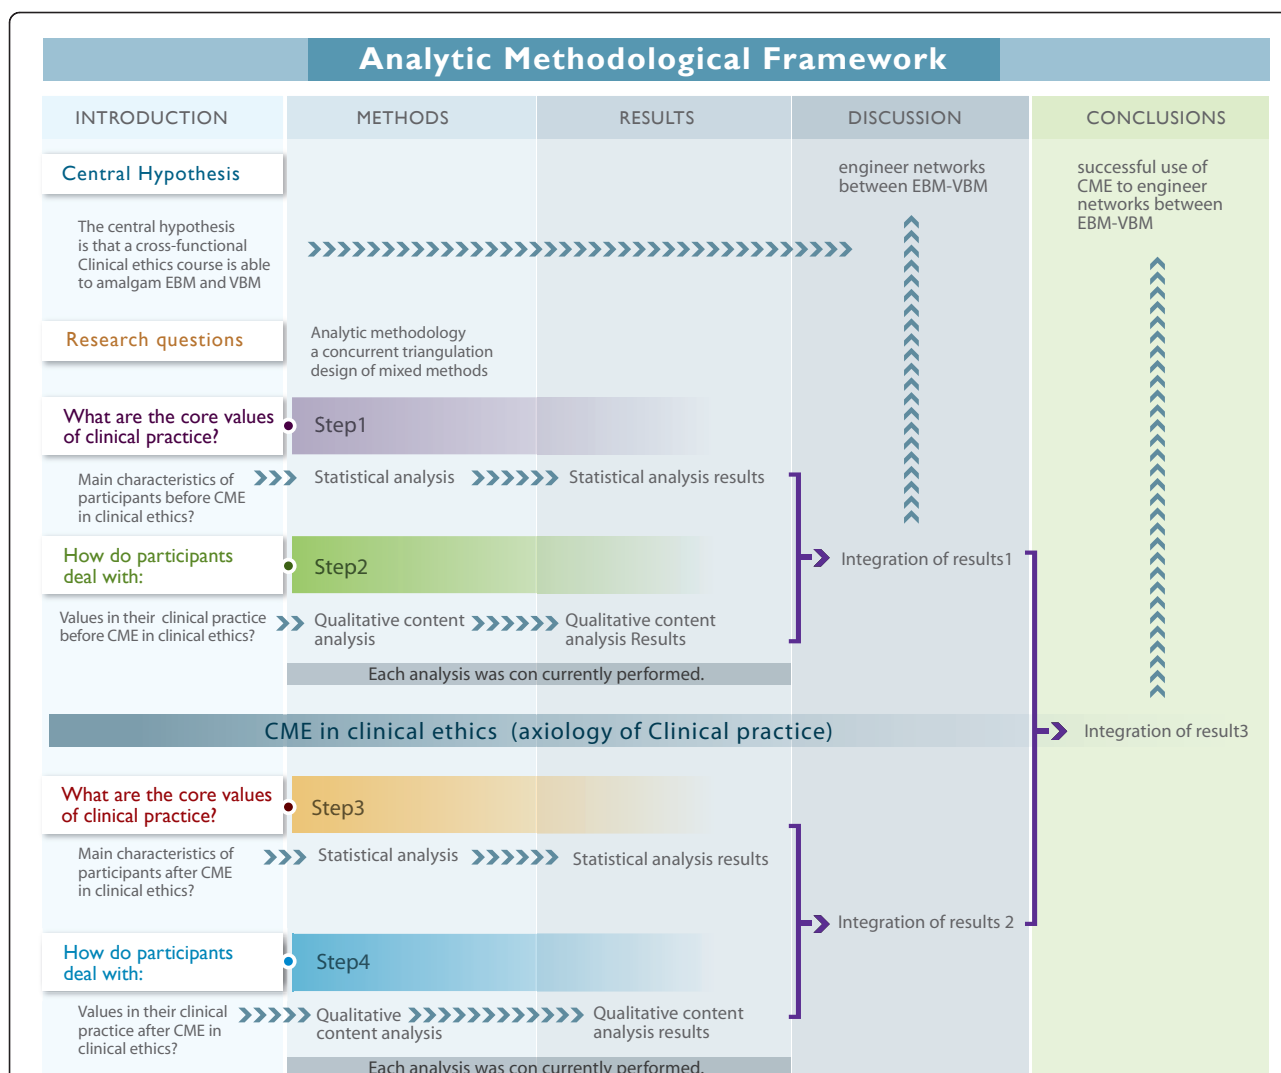 Analytic Methodological Framework
INTRODUCTION
METHODS
RESULTS
DISCUSSION
CONCLUSIONS
Central Hypothesis
engineer networks
between EBM-VBM
successful use of
CME to engineer
networks between
EBM-VBM
The central hypothesis
is that a cross-functional
Clinical ethics course is able
to amalgam EBM and VBM
Research questions
Analytic methodology
a concurrent triangulation
design of mixed methods
What are the core values
of clinical practice?
Step1
Main characteristics of
participants before CME
in clinical ethics?
Statistical analysis
Statistical analysis results
How do participants
deal with:
Step2
Integration of results1
Values in their clinical practice
before CME in clinical ethics?
Qualitative content
analysis
Qualitative content
analysis Results
Each analysis was con currently performed.
CME in clinical ethics (axiology of Clinical practice)
Integration of result3
What are the core values
of clinical practice?
Step3
Main characteristics of
participants after CME
in clinical ethics?
Statistical analysis
Statistical analysis results
Integration of results 2
How do participants
deal with:
Step4
Values in their clinical
practice after CME in
clinical ethics?
Qualitative
content analysis
Qualitative content
analysis results
Each analysis was con currently performed.